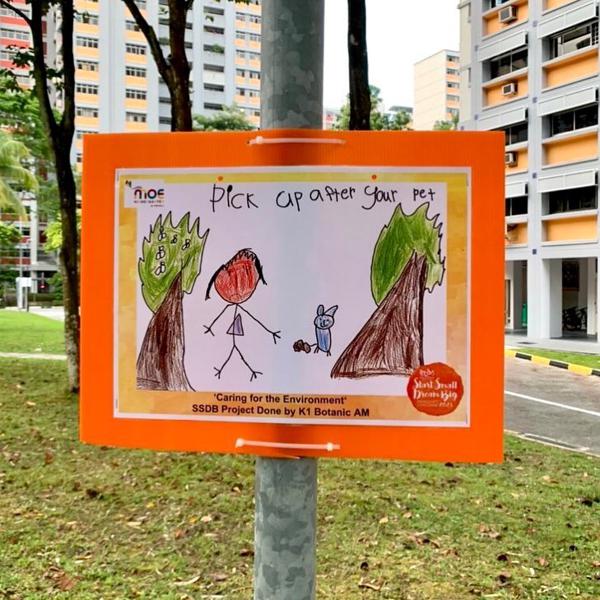 moe
PICK UP after your pet
'Caring for the Environment'
SSDB Project Done by K1 Botanic AM
Start Small
Dream Big